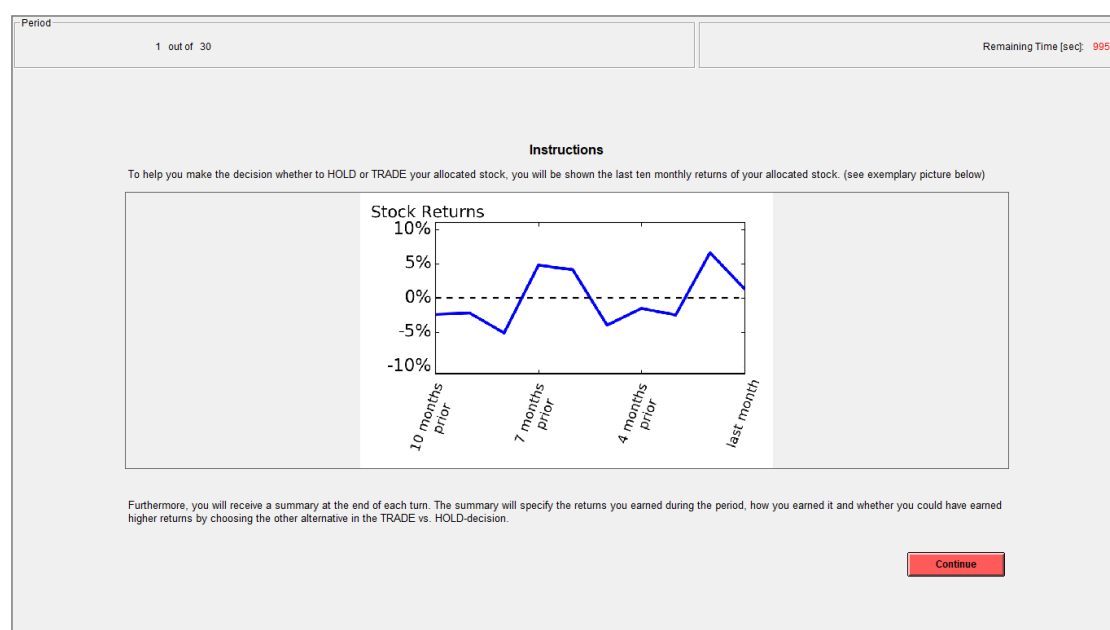 Period
1 out of 30
Remaining Time [sec]: 995
Instructions
To help you make the decision whether to HOLD or TRADE your allocated stock, you will be shown the last ten monthly returns of your allocated stock. (see exemplary picture below)
Stock Returns
10%
5%
0%
-5%
-10%
10 months
prior
7 months
prior
4 months
prior
last month
Furthermore, you will receive a summary at the end of each turn. The summary will specify the returns you earned during the period, how you earned it and whether you could have earned
higher returns by choosing the other alternative in the TRADE vs. HOLD-decision.
Continue